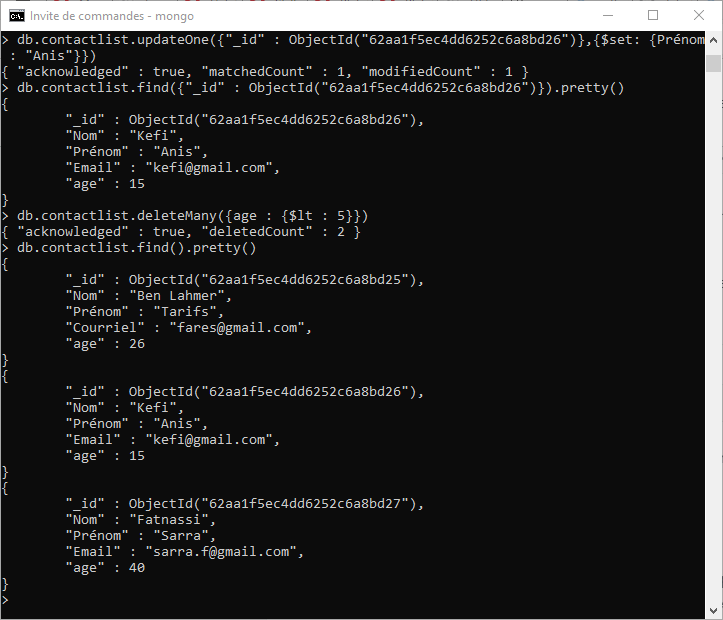 Invite de commandes - mongo
> db.contactlist.updateOne({"_id" : ObjectId("62aa1f5ec4dd6252c6a8bd26")},{$set: {Prénom
: "Anis"}})
{ "acknowledged" : true, "matchedCount" : 1, "modifiedCount" : 1 }
> db.contactlist.find({"_id" : ObjectId("62aa1f5ec4dd6252c6a8bd26")}).pretty()
{
        "_id" : ObjectId("62aa1f5ec4dd6252c6a8bd26"),
        "Nom" : "Kefi",
        "Prénom" : "Anis",
        "Email" : "kefi@gmail.com",
        "age" : 15
}
> db.contactlist.deleteMany({age : {$lt : 5}})
{ "acknowledged" : true, "deletedCount" : 2 }
> db.contactlist.find().pretty()
{
        "_id" : ObjectId("62aa1f5ec4dd6252c6a8bd25"),
        "Nom" : "Ben Lahmer",
        "Prénom" : "Tarifs",
        "Courriel" : "fares@gmail.com",
        "age" : 26
}
{
        "_id" : ObjectId("62aa1f5ec4dd6252c6a8bd26"),
        "Nom" : "Kefi",
        "Prénom" : "Anis",
        "Email" : "kefi@gmail.com",
        "age" : 15
}
{
        "_id" : ObjectId("62aa1f5ec4dd6252c6a8bd27"),
        "Nom" : "Fatnassi",
        "Prénom" : "Sarra",
        "Email" : "sarra.f@gmail.com",
        "age" : 40
}
>